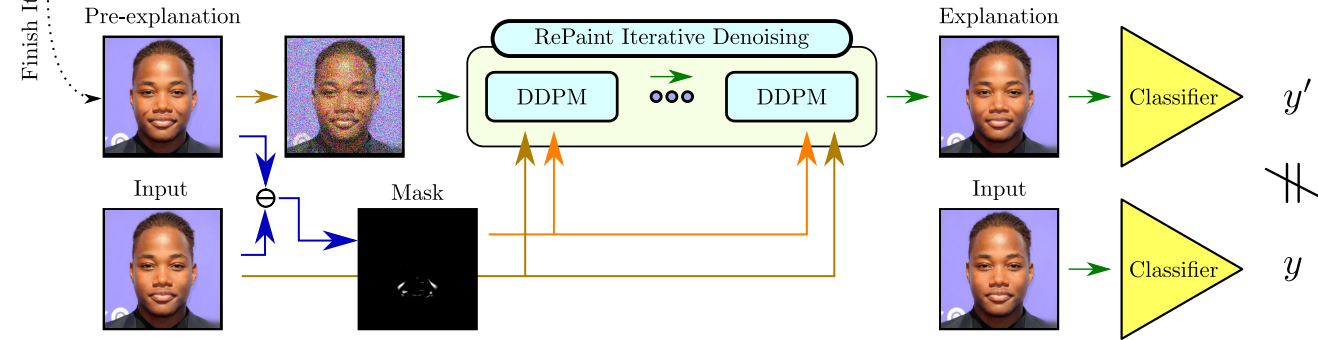 Finish It
Pre-explanation
RePaint Iterative Denoising
Explanation
DDPM
DDPM
Classifier
y′
Input
Mask
Input
Classifier
y